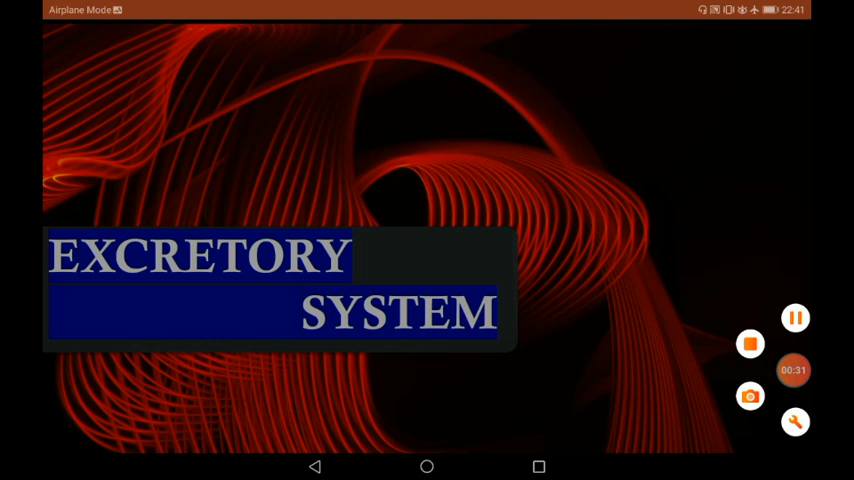 Airplane Mode
22:41
EXCRETORY
SYSTEM
00:31